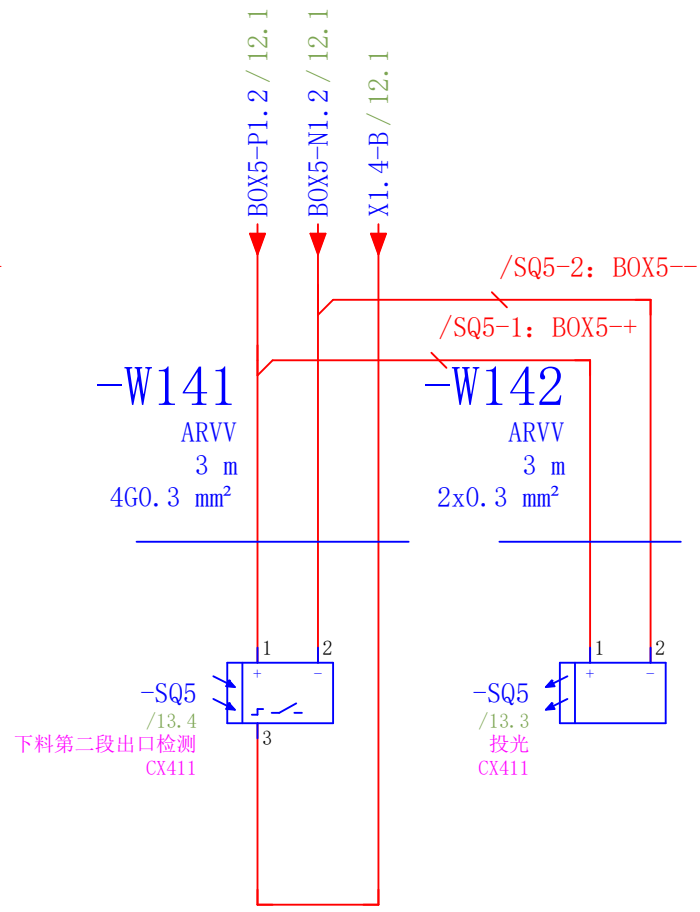 BOX5-P1.2/12.1
BOX5-N1.2/12.1
X1.4-B/12.1
/SQ5-2: BOX5--
/SQ5-1: BOX5-+
-W141
ARVV
3 m
4G0.3 mm²
-W142
ARVV
3 m
2x0.3 mm²
1
2
+
-
-SQ5
/13.4
下料第二段出口检测
CX411
3
1
2
+
-
-SQ5
/13.3
投光
CX411